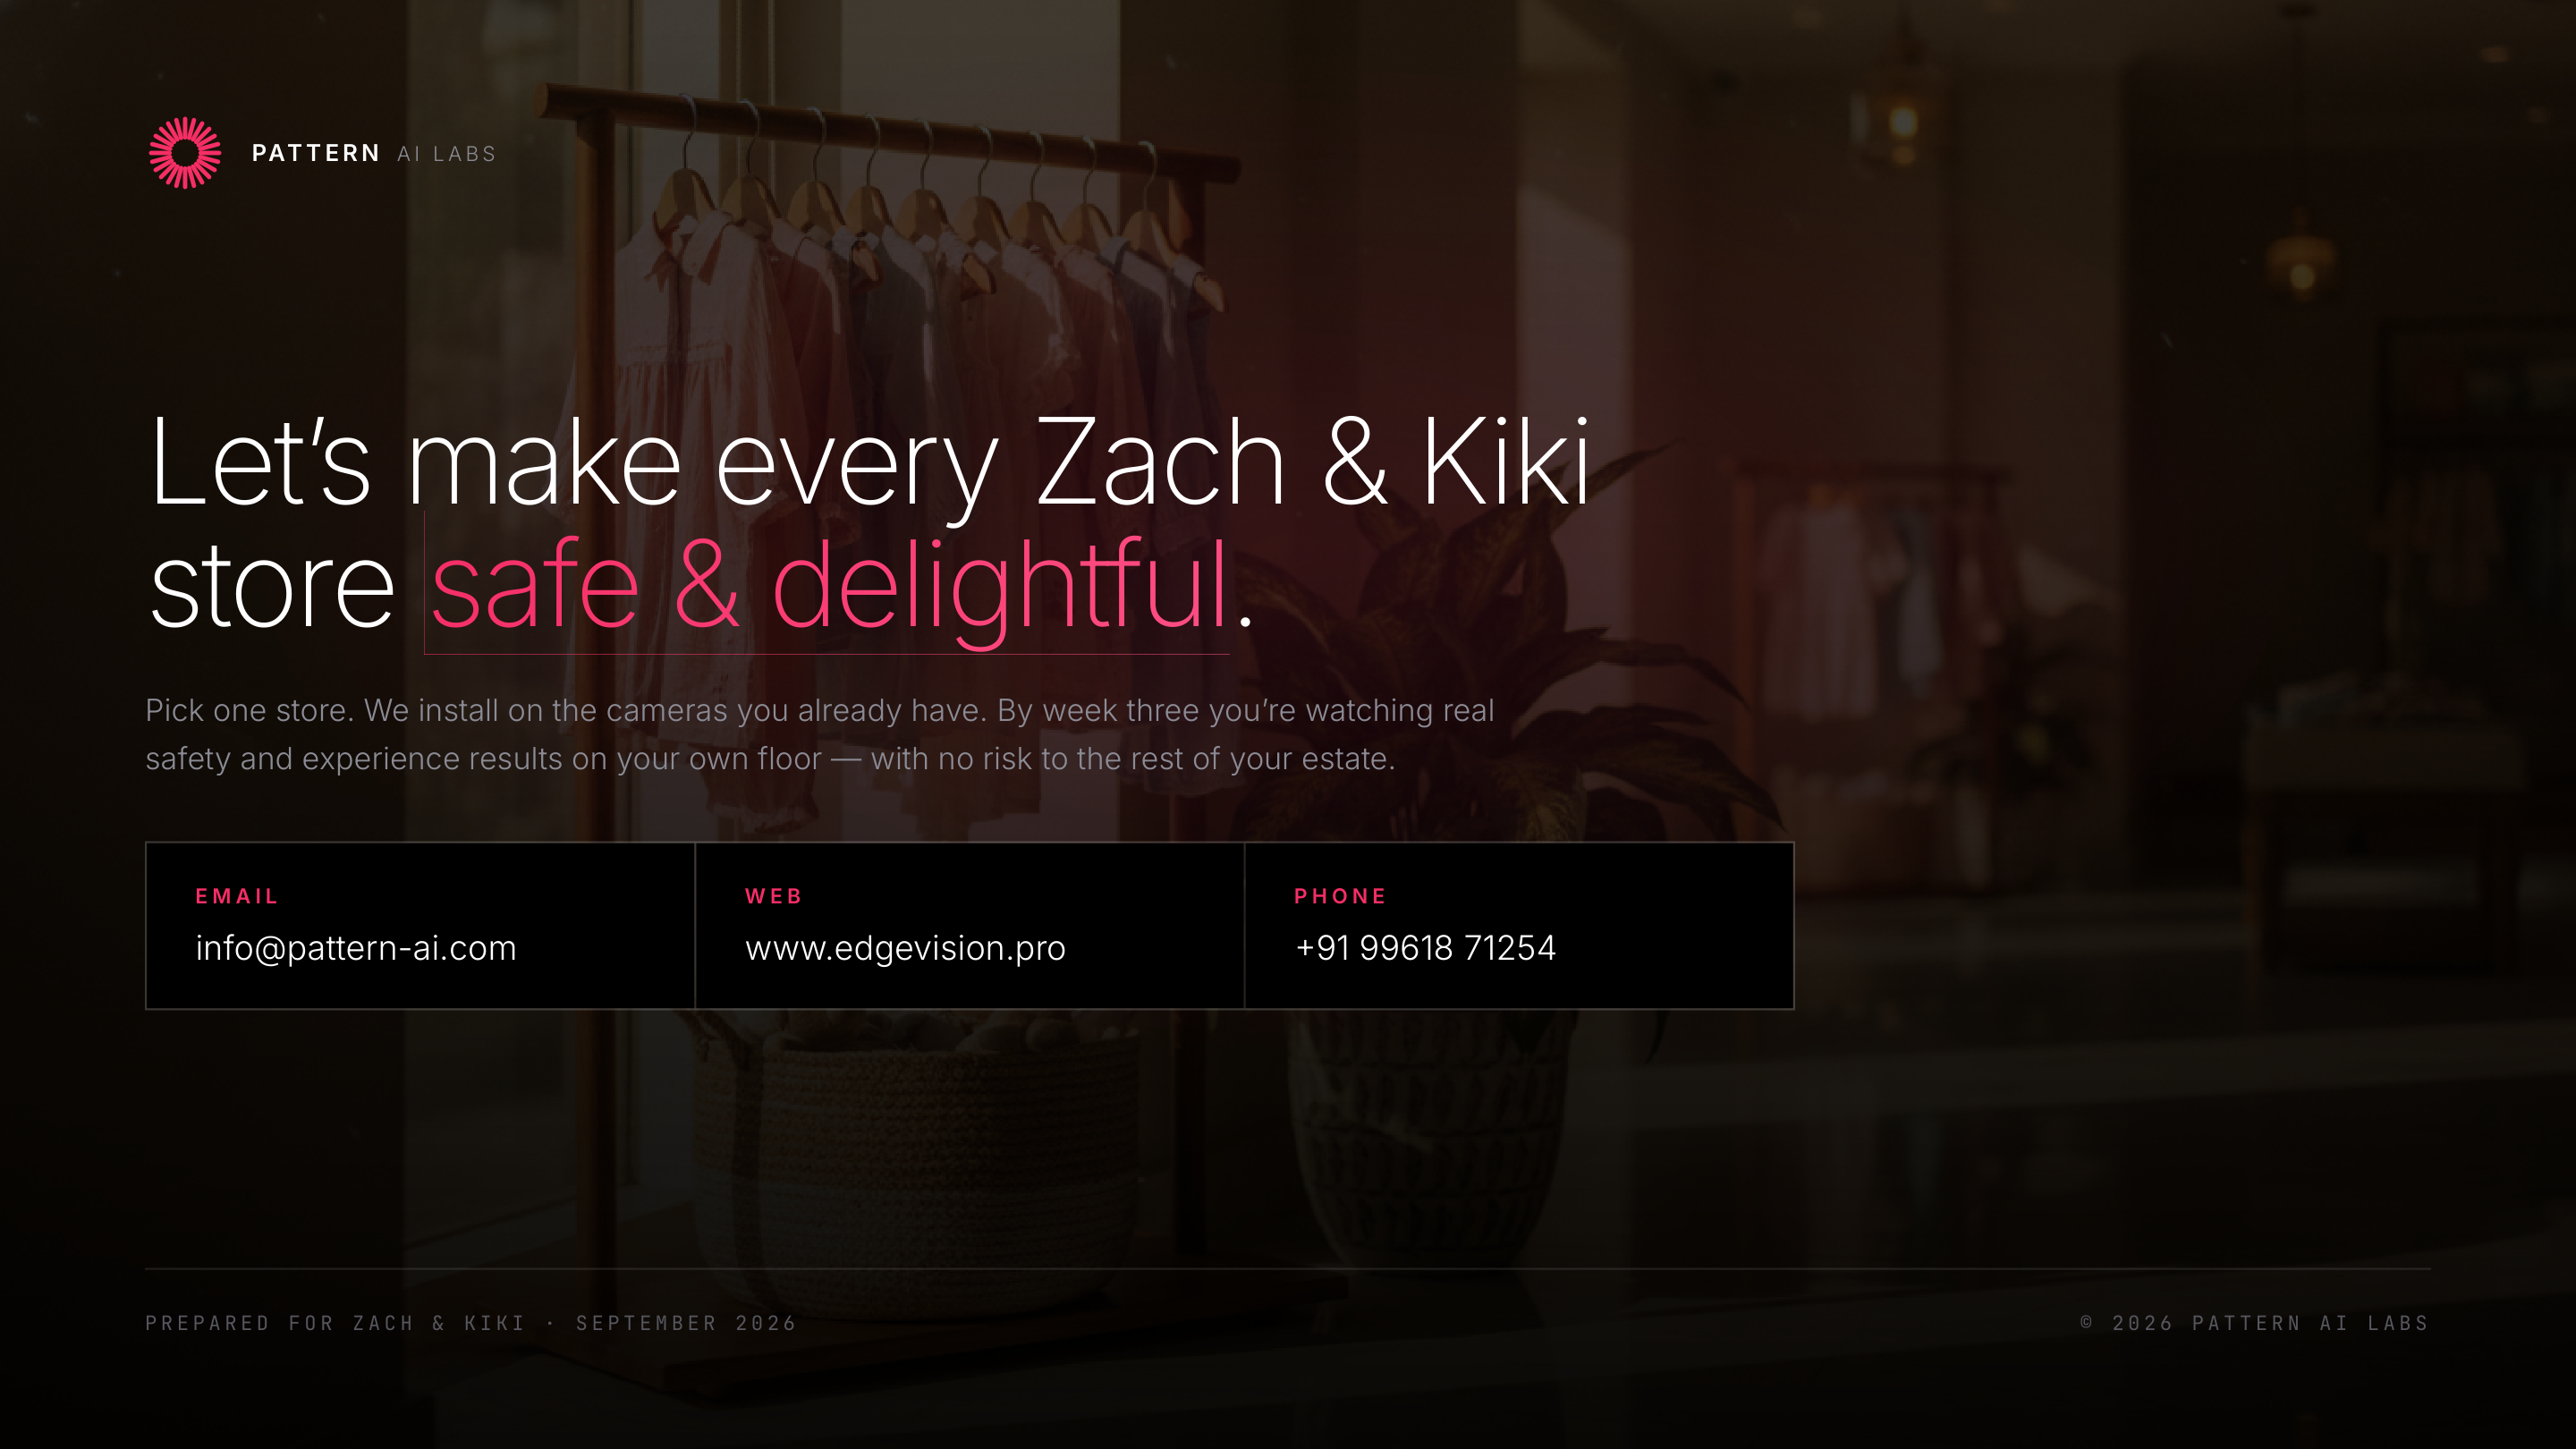 PATTERN AI LABS
Let’s make every Zach & Kiki
store safe & delightful.
Pick one store. We install on the cameras you already have. By week three you’re watching real
safety and experience results on your own floor — with no risk to the rest of your estate.
EMAIL
info@pattern-ai.com
WEB
www.edgevision.pro
PHONE
+91 99618 71254
PREPARED FOR ZACH & KIKI · SEPTEMBER 2026
© 2026 PATTERN AI LABS